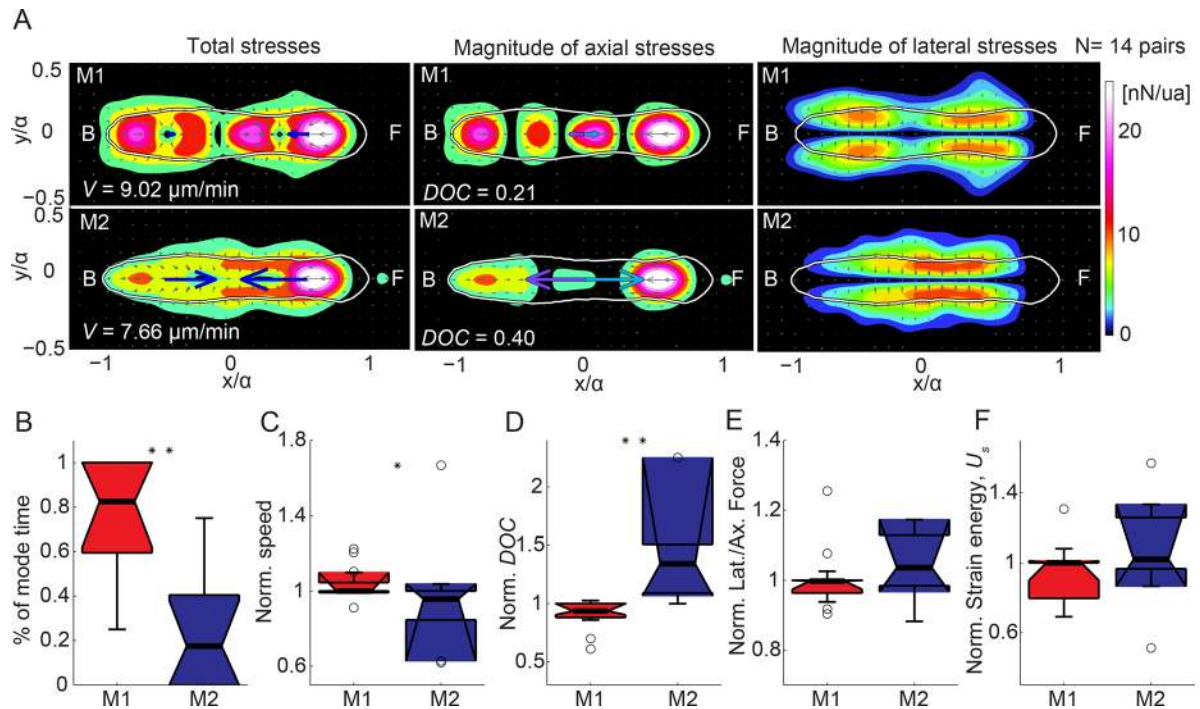 A
Total stresses
Magnitude of axial stresses
Magnitude of lateral stresses
N= 14 pairs
0.5
M1
M1
M1
[nN/ua]
y/α
0
B
F
B
F
B
F
20
−0.5
V = 9.02 μm/min
DOC = 0.21
0.5
M2
M2
M2
10
y/α
0
B
F
B
F
B
F
−0.5
V = 7.66 μm/min
DOC = 0.40
0
−1 0 1
−1 0 1
−1 0 1
x/α
x/α
x/α
B
% of mode time
1
0.8
0.6
0.4
0.2
0
* *
M1 M2
C
Norm. speed
1.8
1.4
1
0.6
*
M1 M2
D
Norm. DOC
2
1.5
1
0.5
* *
M1 M2
E
Norm. Lat./Ax. Force
1.4
1.2
1
0.8
M1 M2
F
Norm. Strain energy, Us
1.4
1
0.6
M1 M2